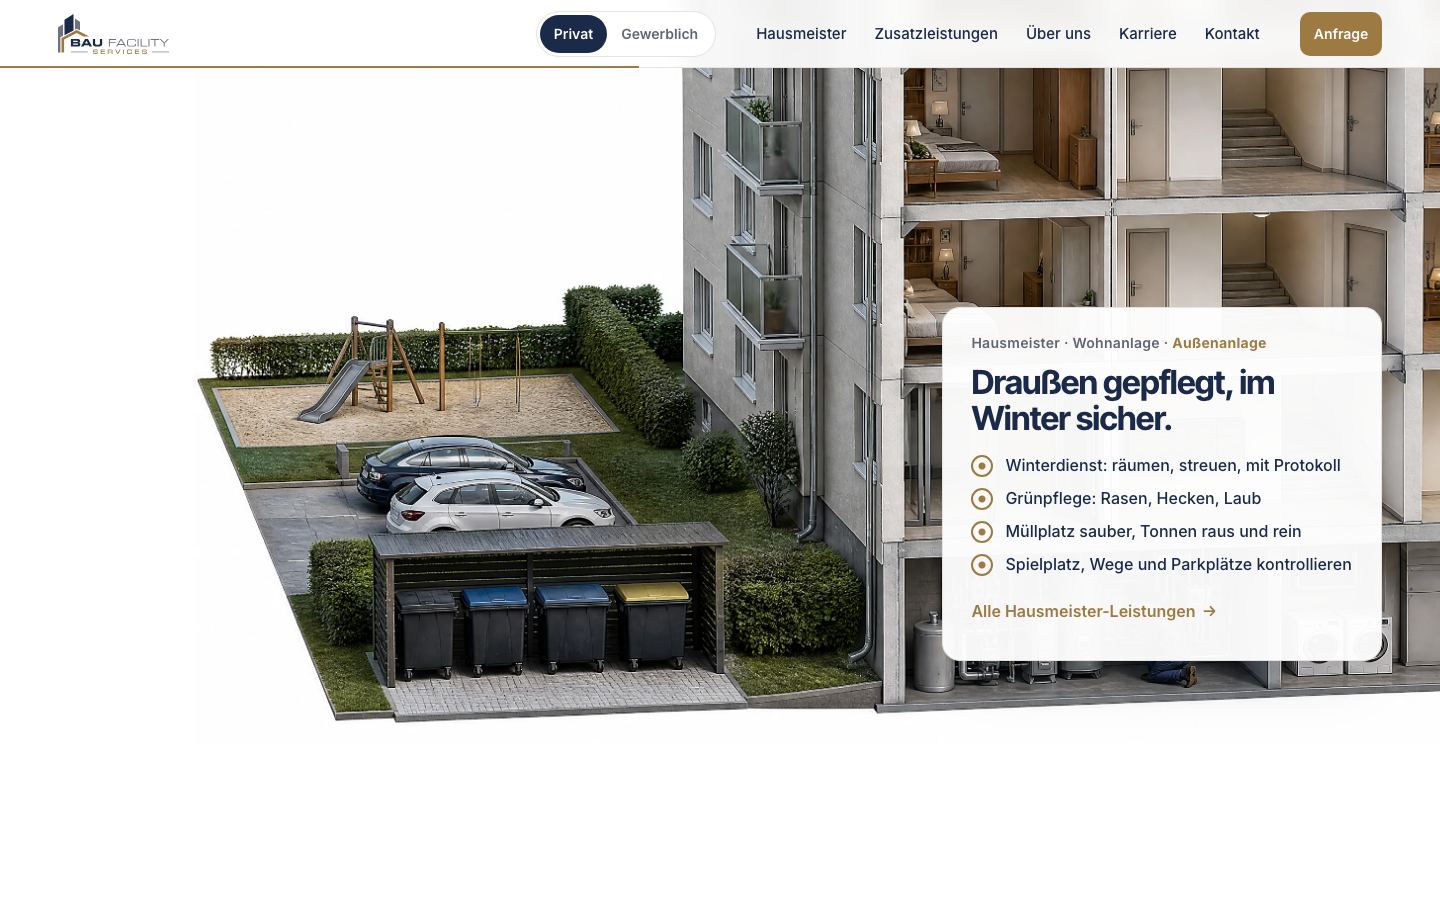 BAU FACILITY
SERVICES
Privat
Gewerblich
Hausmeister
Zusatzleistungen
Über uns
Karriere
Kontakt
Anfrage
Hausmeister · Wohnanlage · Außenanlage
Draußen gepflegt, im
Winter sicher.
Winterdienst: räumen, streuen, mit Protokoll
Grünpflege: Rasen, Hecken, Laub
Müllplatz sauber, Tonnen raus und rein
Spielplatz, Wege und Parkplätze kontrollieren
Alle Hausmeister-Leistungen →